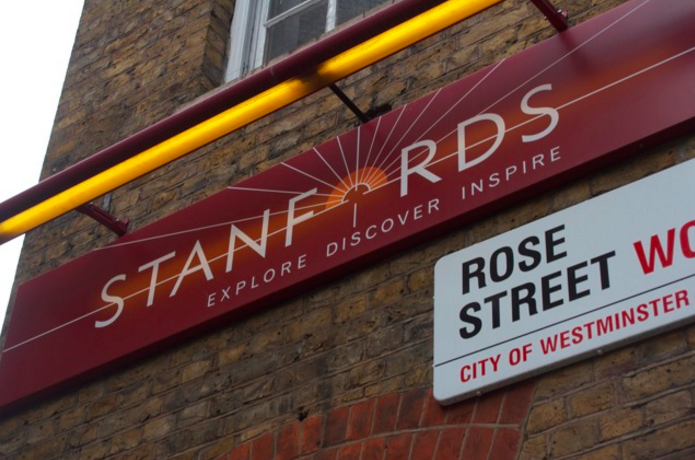 STANFORDS
EXPLORE DISCOVER INSPIRE
ROSE
STREET
CITY OF WESTMINSTER